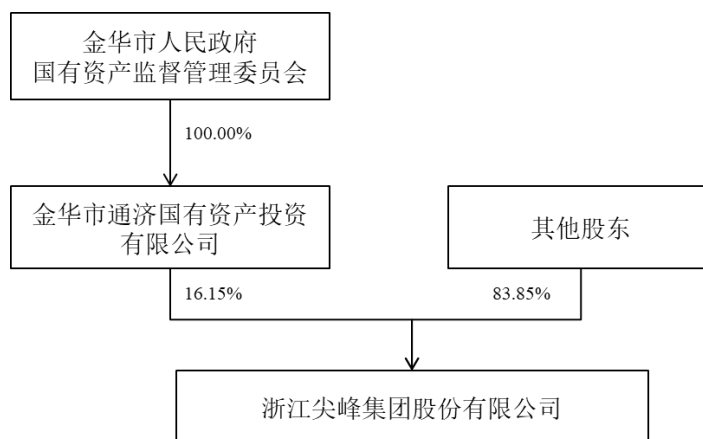 金华市人民政府
国有资产监督管理委员会
100.00%
金华市通济国有资产投资
有限公司
其他股东
16.15%
83.85%
浙江尖峰集团股份有限公司